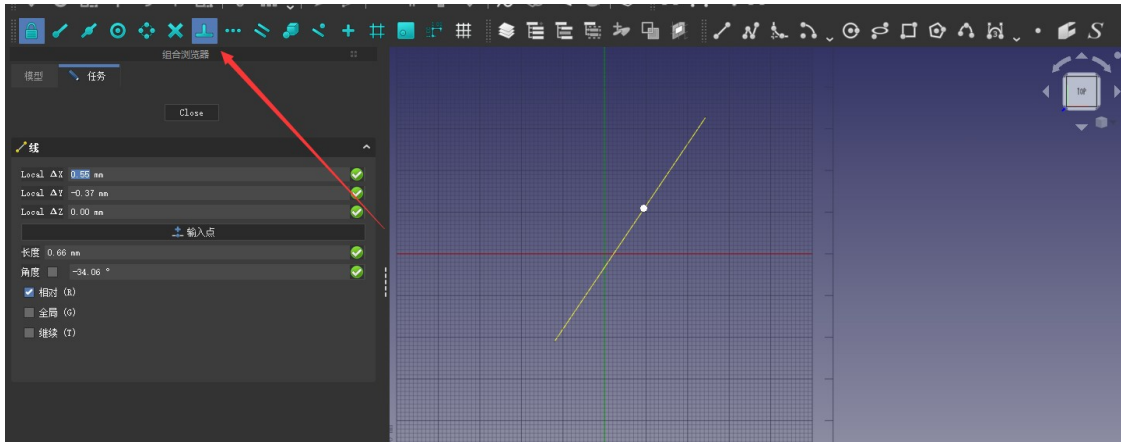 组合浏览器
模型
任务
Close
线
Local ΔX 0.55 mm
Local ΔY -0.37 mm
Local ΔZ 0.00 mm
输入点
长度 0.66 mm
角度 -34.06 °
相对 (R)
全局 (G)
继续 (T)
TOP
S